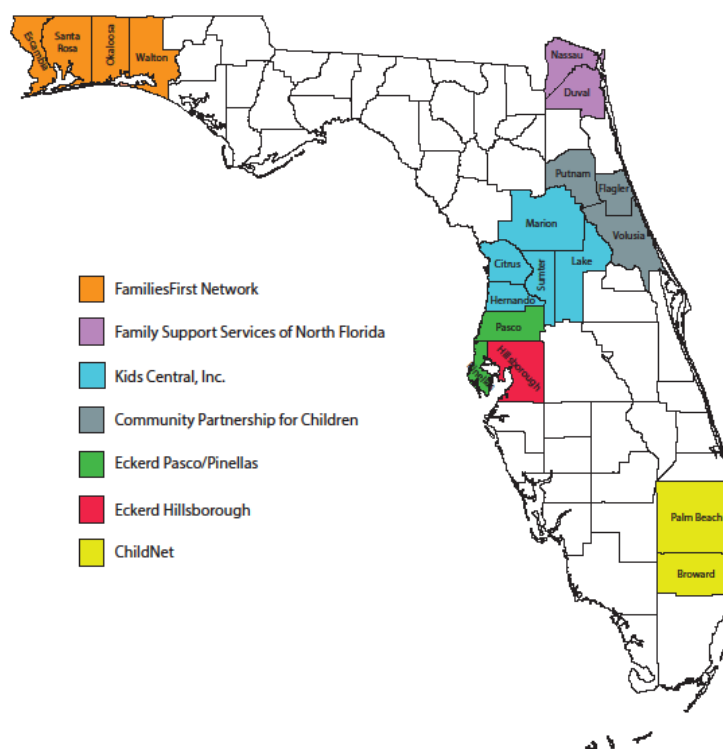 Escambia
Santa
Rosa
Okaloosa
Walton
Nassau
Duval
Putnam
Flagler
Volusia
Marion
Citrus
Sumter
Lake
Hernando
Pasco
Hillsborough
Pinellas
Palm Beach
Broward
FamiliesFirst Network
Family Support Services of North Florida
Kids Central, Inc.
Community Partnership for Children
Eckerd Pasco/Pinellas
Eckerd Hillsborough
ChildNet